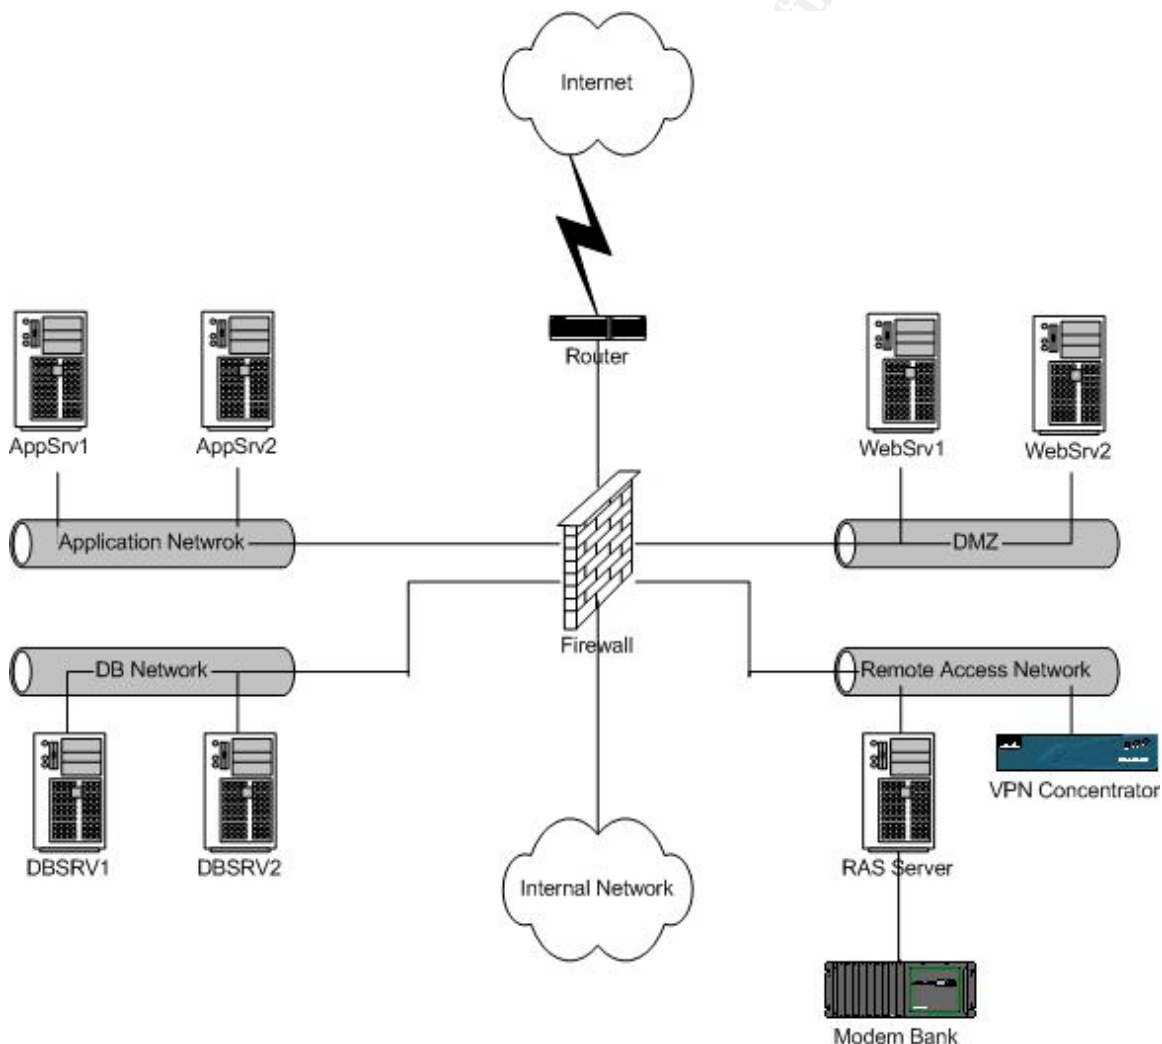 Internet
Router
AppSrv1
AppSrv2
WebSrv1
WebSrv2
Application Netwrok
DMZ
Firewall
DB Network
Remote Access Network
DBSRV1
DBSRV2
Internal Network
RAS Server
VPN Concentrator
Modem Bank